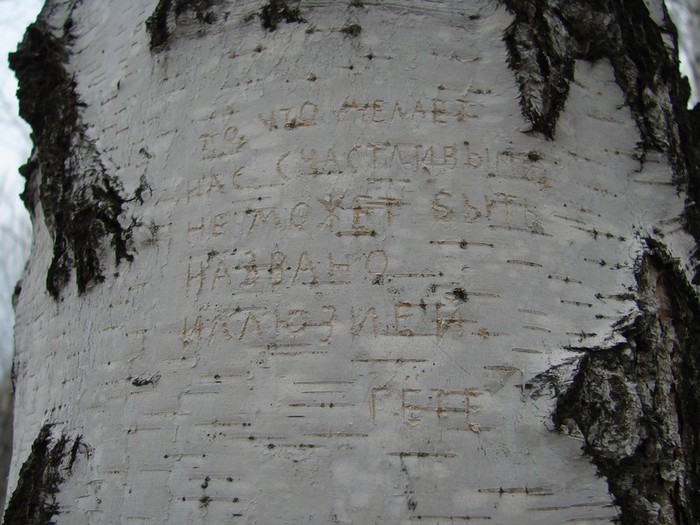 ТО, ЧТО ДЕЛАЕТ
НАС СЧАСТЛИВЫМИ
НЕ МОЖЕТ БЫТЬ
НАЗВАНО
ИЛЛЮЗИЕЙ.
ГЕТЕ